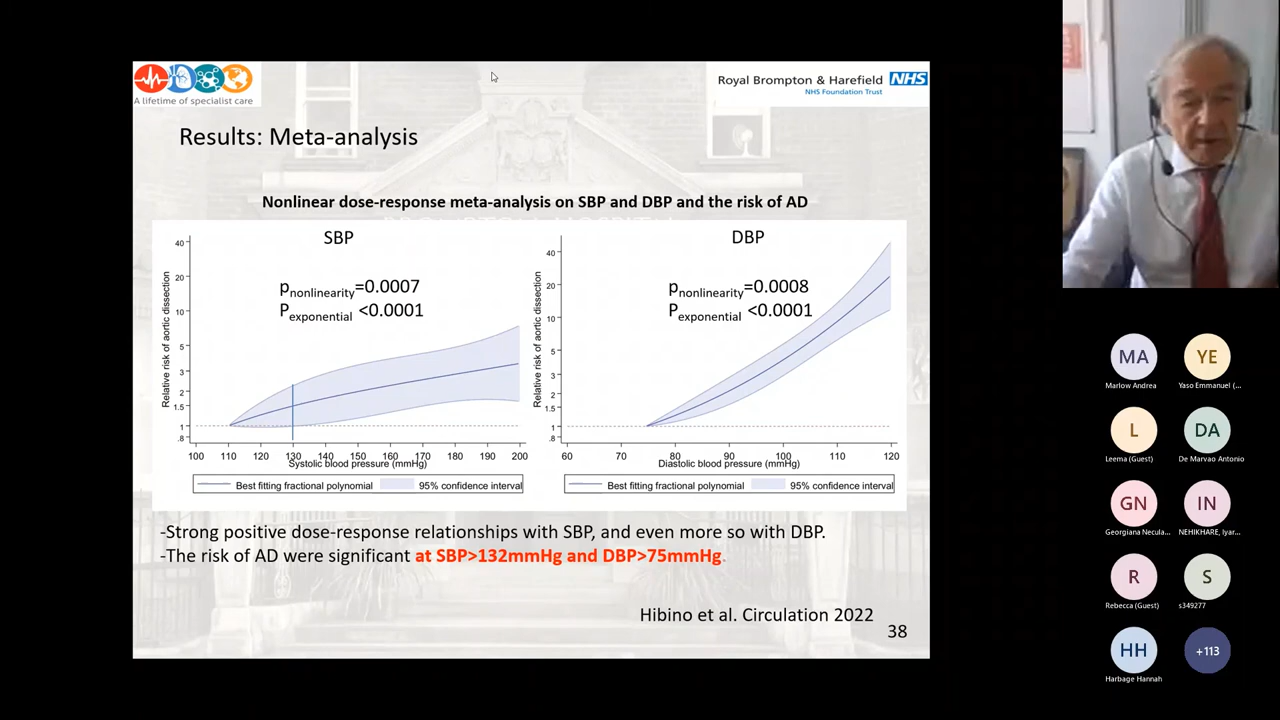 A lifetime of specialist care
Royal Brompton & Harefield NHS
NHS Foundation Trust
Results: Meta-analysis
Nonlinear dose-response meta-analysis on SBP and DBP and the risk of AD
SBP
pnonlinearity=0.0007
Pexponential <0.0001
Relative risk of aortic dissection
40
20
10
5
3
2
1.5
1
.8
100 110 120 130 140 150 160 170 180 190 200
Systolic blood pressure (mmHg)
Best fitting fractional polynomial 95% confidence interval
DBP
pnonlinearity=0.0008
Pexponential <0.0001
Relative risk of aortic dissection
40
20
10
5
3
2
1.5
1
.8
60 70 80 90 100 110 120
Diastolic blood pressure (mmHg)
Best fitting fractional polynomial 95% confidence interval
-Strong positive dose-response relationships with SBP, and even more so with DBP.
-The risk of AD were significant at SBP>132mmHg and DBP>75mmHg.
Hibino et al. Circulation 2022
38
MA
Marlow Andrea
YE
Yaso Emmanuel (...
L
Leema (Guest)
DA
De Marvao Antonio
GN
Georgiana Necula...
IN
NEHIKHARE, Iyar...
R
Rebecca (Guest)
S
s349277
HH
Harbage Hannah
+113